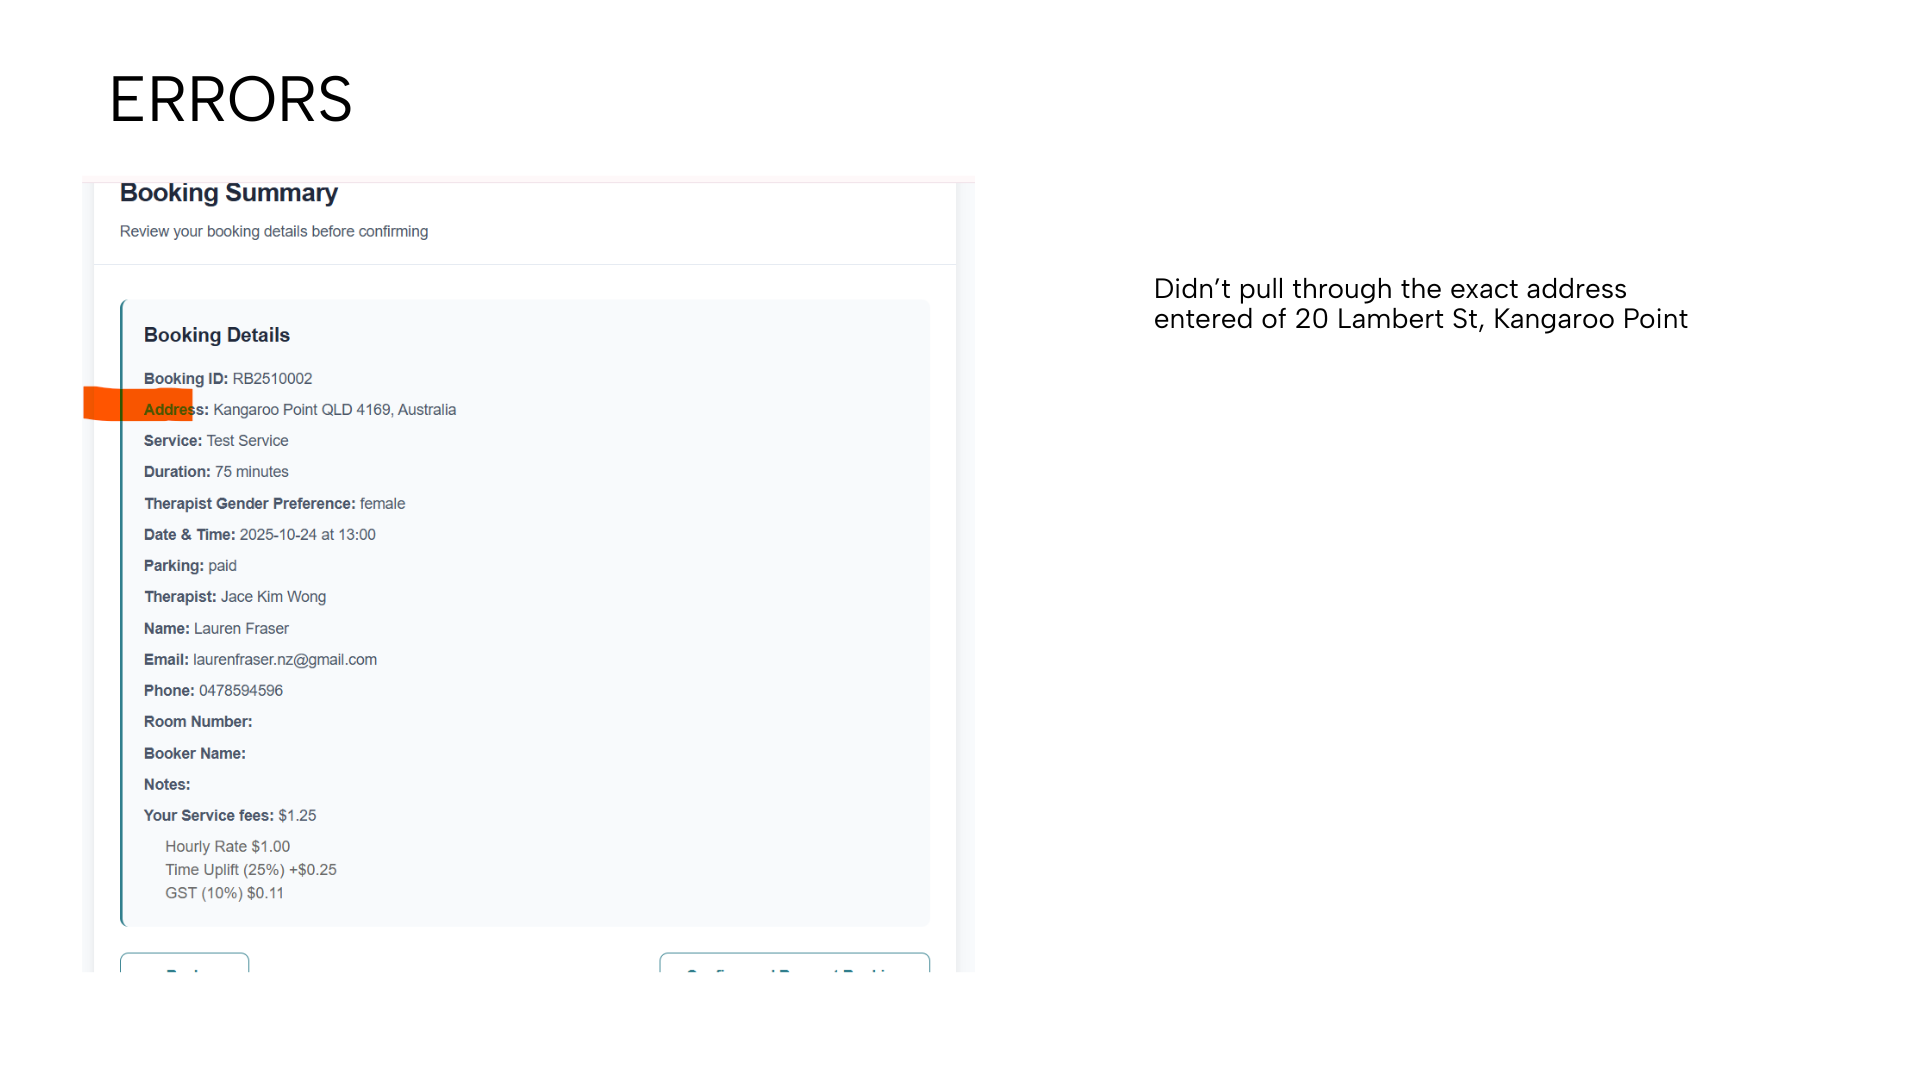 ERRORS
Booking Summary
Review your booking details before confirming
Booking Details
Booking ID: RB2510002
Address: Kangaroo Point QLD 4169, Australia
Service: Test Service
Duration: 75 minutes
Therapist Gender Preference: female
Date & Time: 2025-10-24 at 13:00
Parking: paid
Therapist: Jace Kim Wong
Name: Lauren Fraser
Email: laurenfraser.nz@gmail.com
Phone: 0478594596
Room Number:
Booker Name:
Notes:
Your Service fees: $1.25
Hourly Rate $1.00
Time Uplift (25%) +$0.25
GST (10%) $0.11
Didn’t pull through the exact address
entered of 20 Lambert St, Kangaroo Point